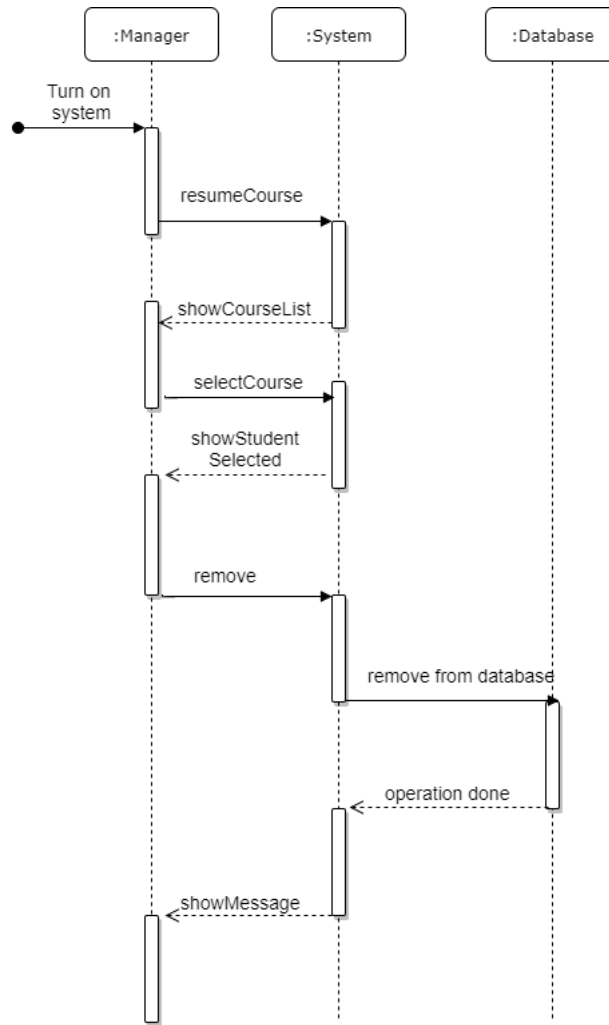 :Manager
:System
:Database
Turn on
system
resumeCourse
showCourseList
selectCourse
showStudent
Selected
remove
remove from database
operation done
showMessage